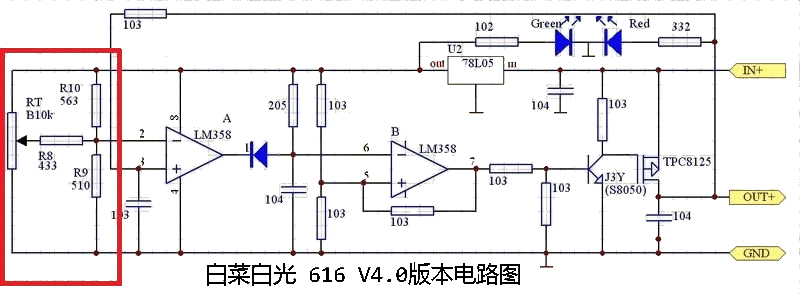 103
102
Green
Red
332
U2
out
78L05
in
IN+
RT
B10k
R10
563
8
A
205
103
104
103
2
LM358
1
6
B
LM358
TPC8125
R8
433
3
5
7
R9
510
4
103
104
103
103
103
103
J3Y
(S8050)
OUT+
104
GND
白菜白光 616 V4.0版本电路图